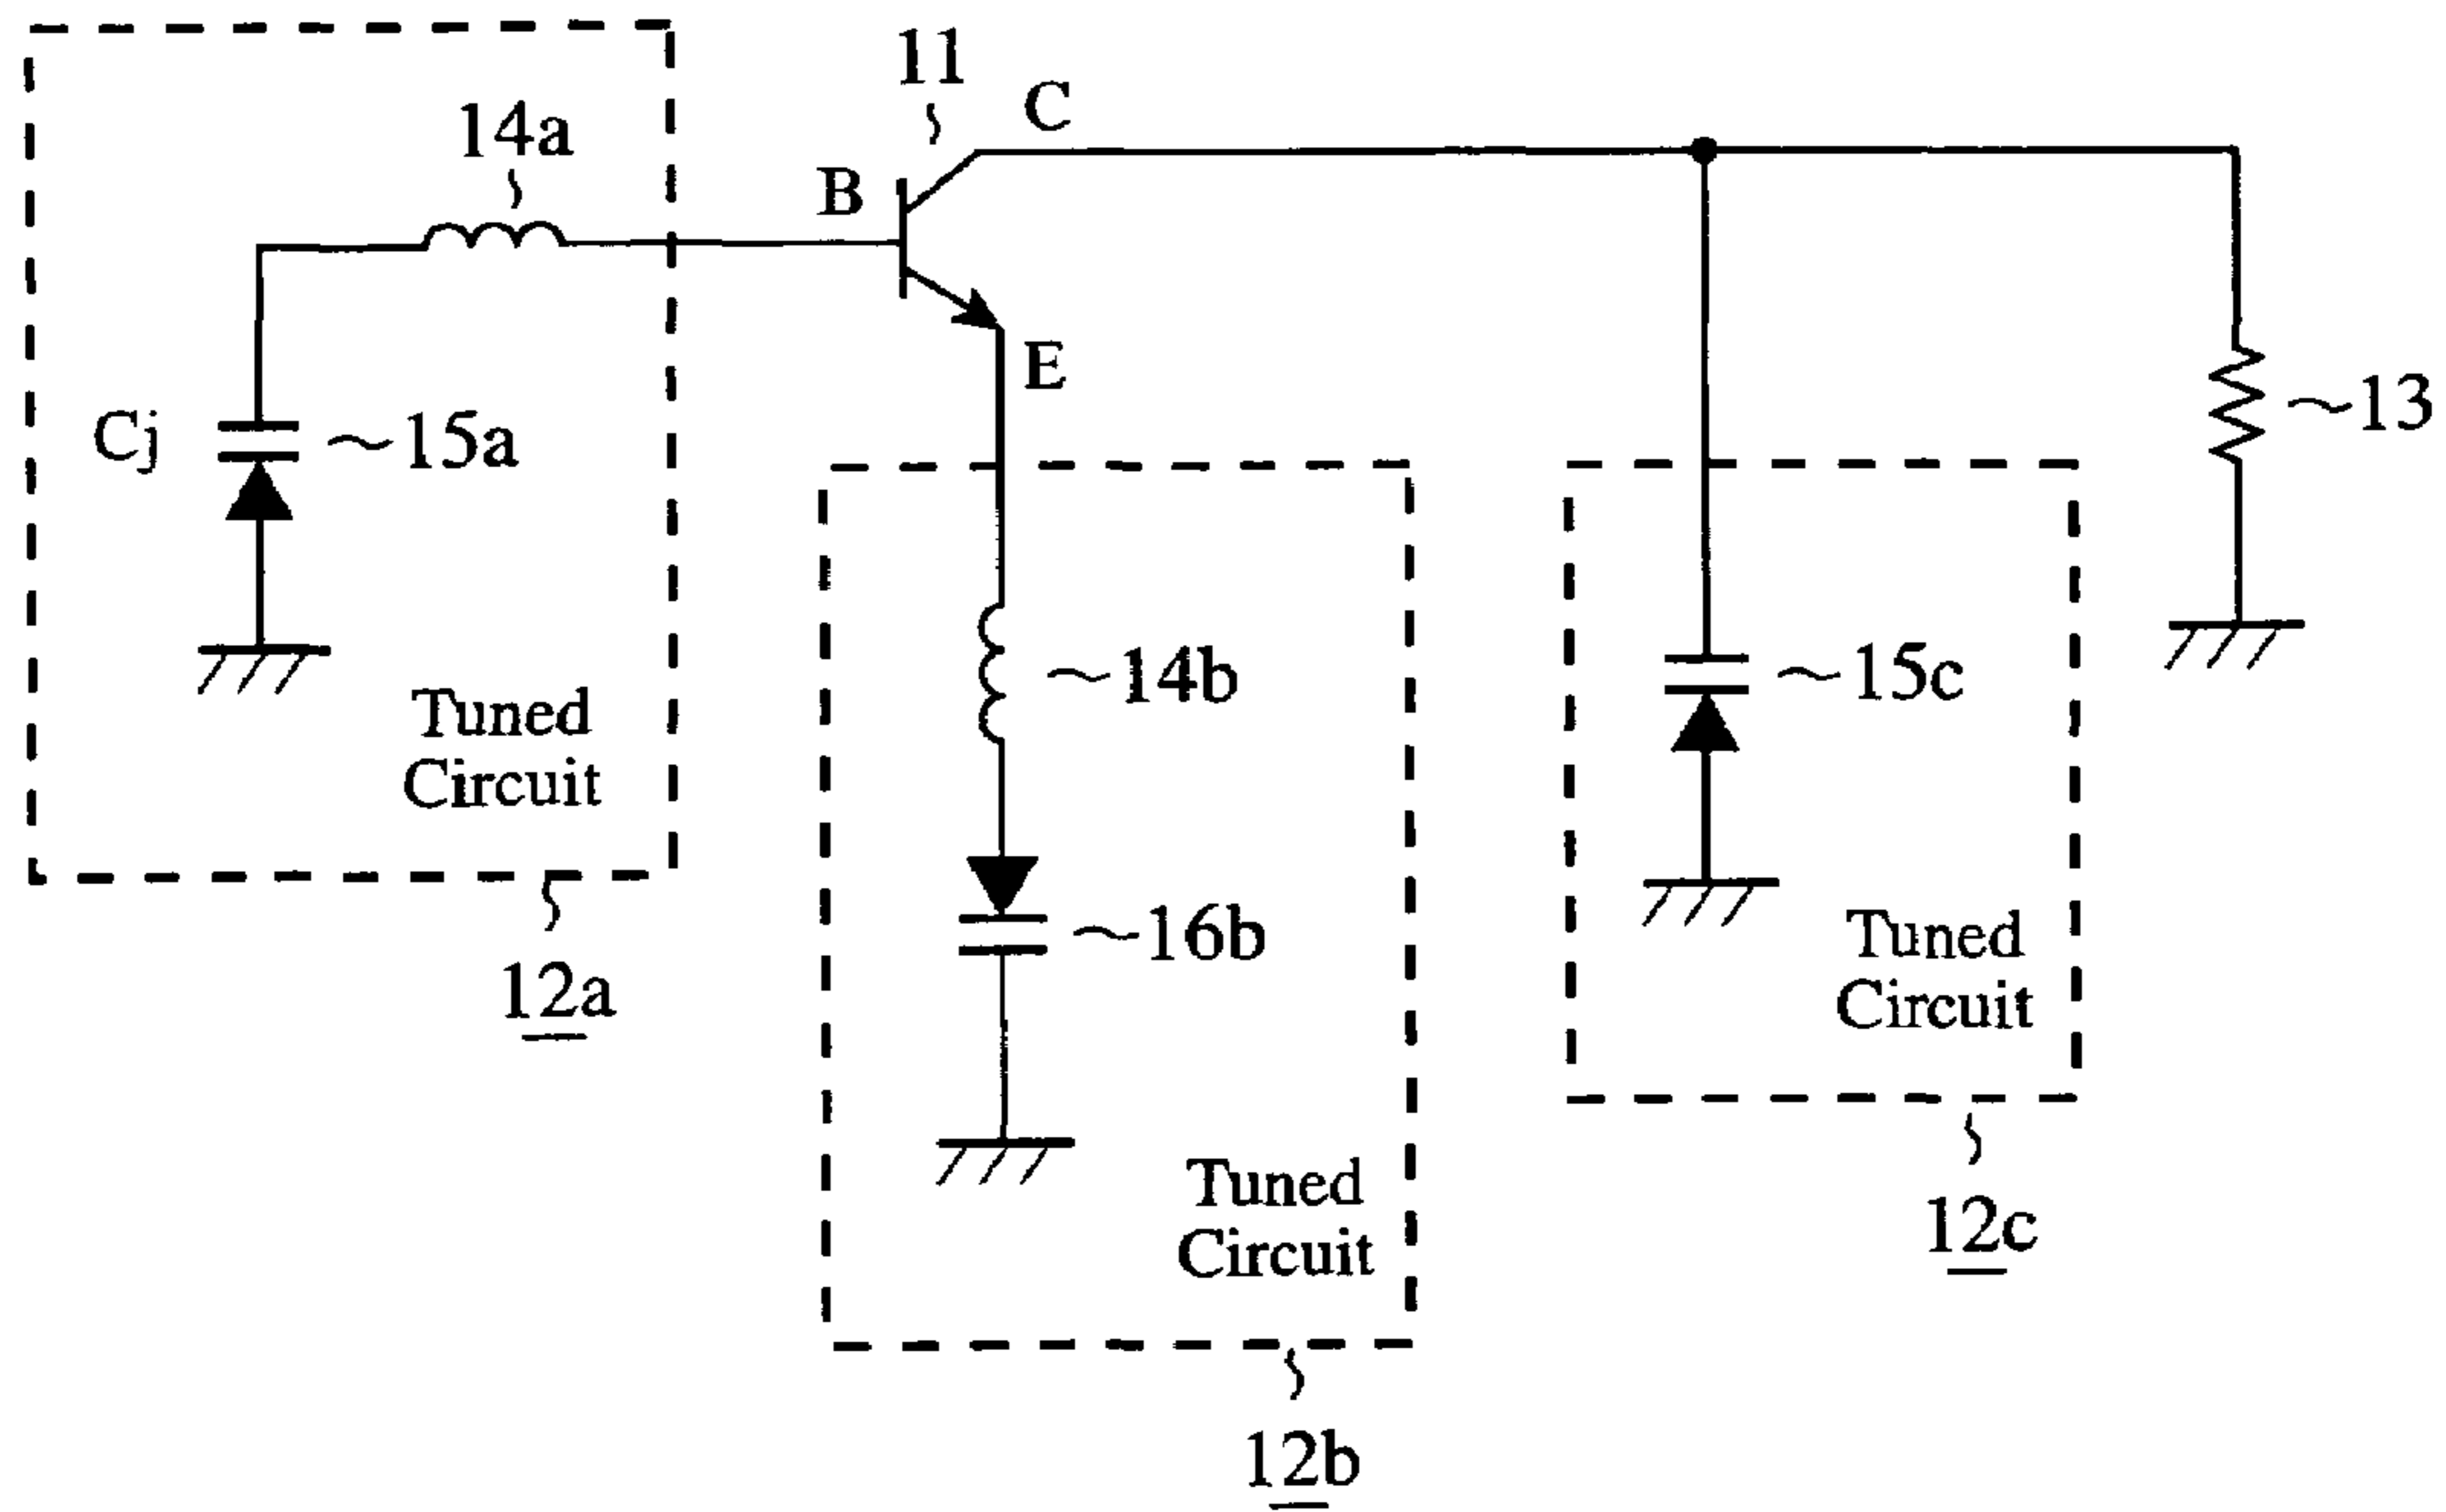 11
C
14a
B
E
Cj
15a
13
14b
15c
Tuned
Circuit
16b
Tuned
Circuit
12a
Tuned
Circuit
12c
12b